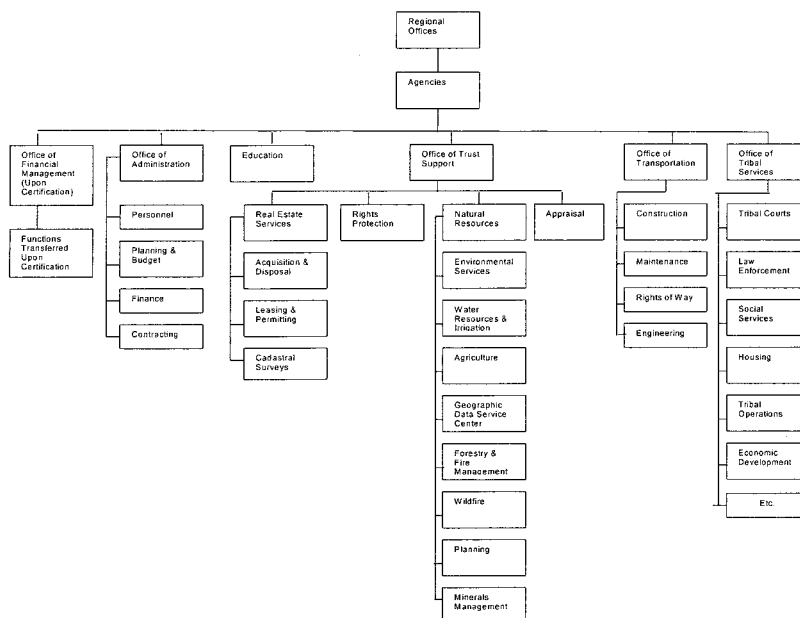 Regional
Offices
Agencies
Office of
Financial
Management
(Upon
Certification)
Functions
Transferred
Upon
Certification
Office of
Administration
Personnel
Planning &
Budget
Finance
Contracting
Education
Office of Trust
Support
Real Estate
Services
Acquisition &
Disposal
Leasing &
Permitting
Cadastral
Surveys
Rights
Protection
Natural
Resources
Environmental
Services
Water
Resources &
Irrigation
Agriculture
Geographic
Data Service
Center
Forestry &
Fire
Management
Wildfire
Planning
Minerals
Management
Appraisal
Office of
Transportation
Construction
Maintenance
Rights of Way
Engineering
Office of
Tribal
Services
Tribal Courts
Law
Enforcement
Social
Services
Housing
Tribal
Operations
Economic
Development
Etc.